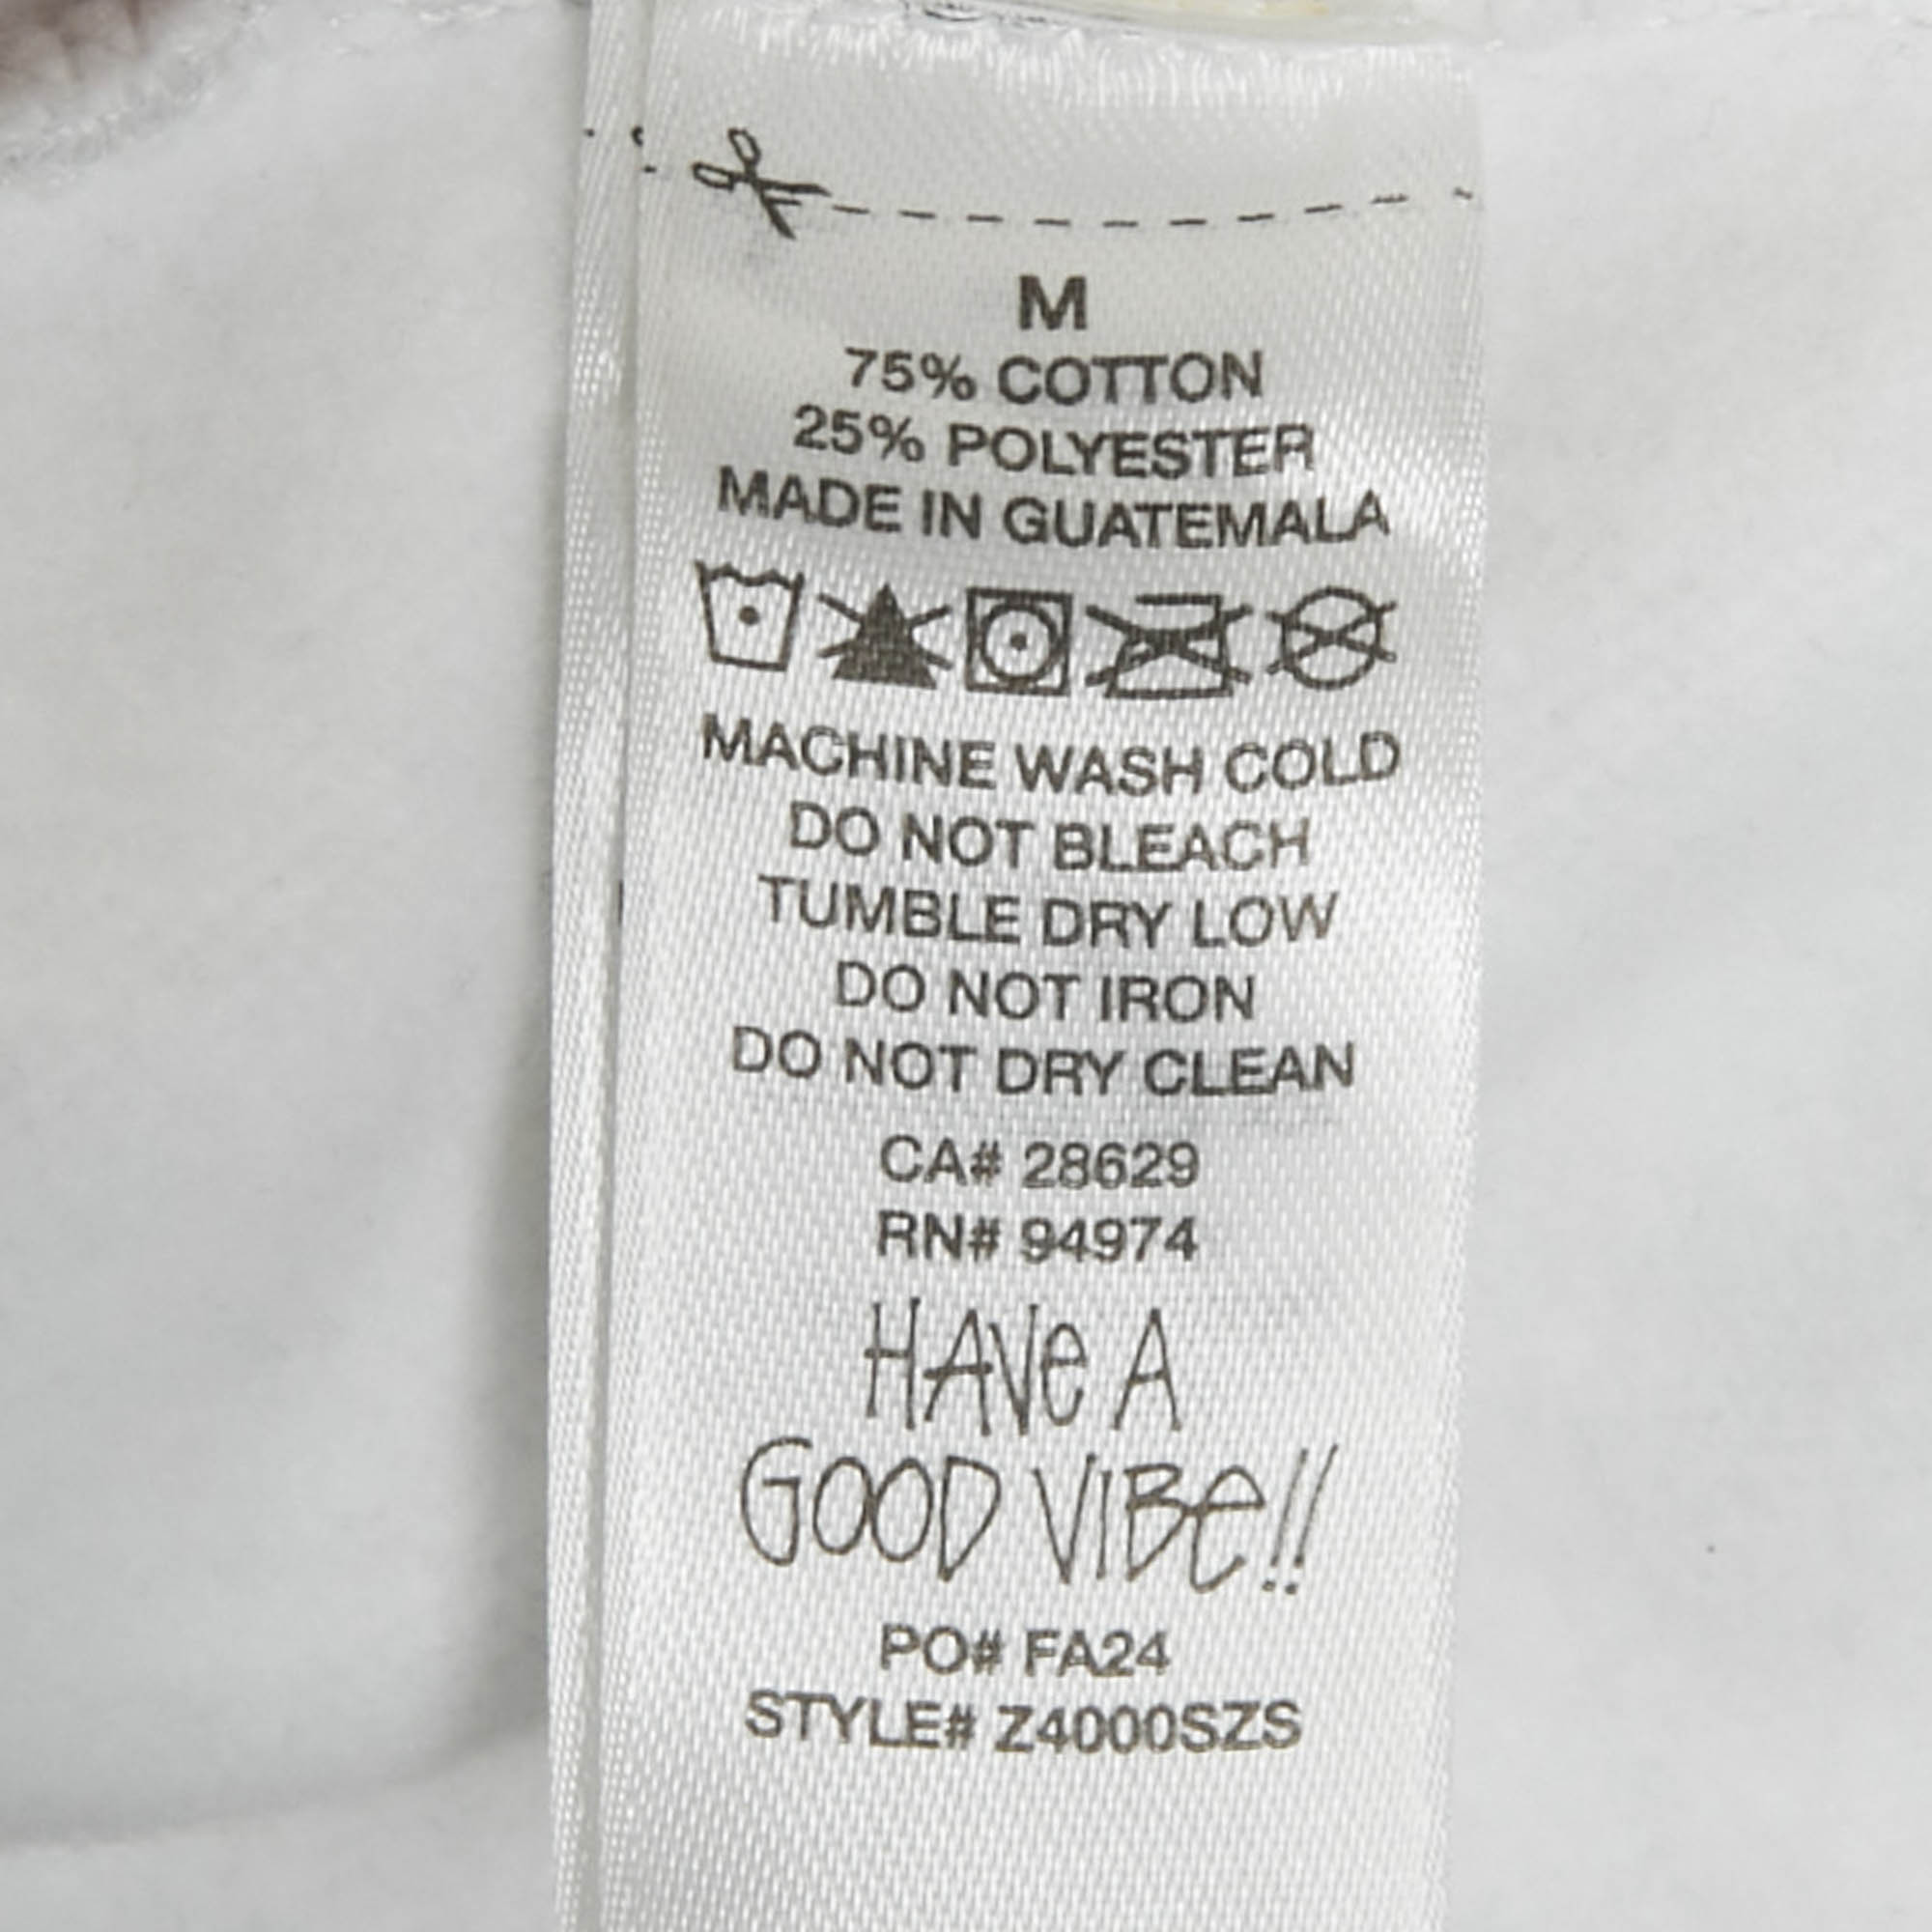 M
75% COTTON
25% POLYESTER
MADE IN GUATEMALA
MACHINE WASH COLD
DO NOT BLEACH
TUMBLE DRY LOW
DO NOT IRON
DO NOT DRY CLEAN
CA# 28629
RN# 94974
HAVe A
GOOD VIBe!!
PO# FA24
STYLE# Z4000SZS